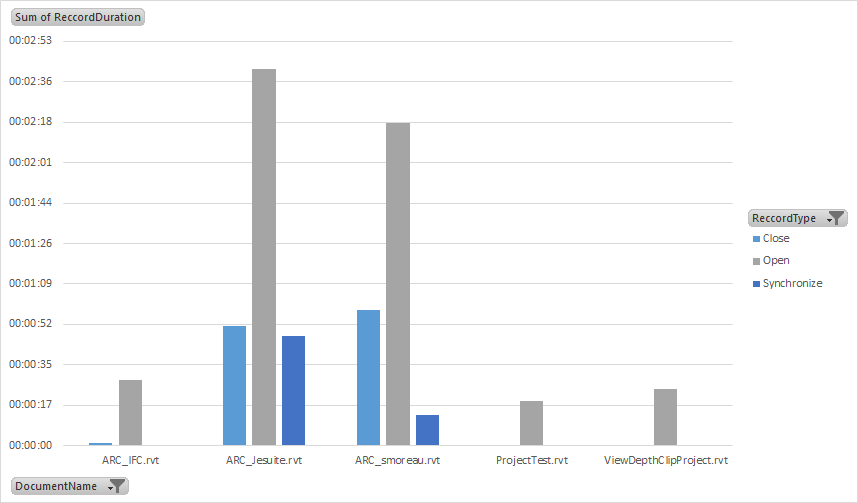 Sum of ReccordDuration
00:02:53
00:02:36
00:02:18
00:02:01
00:01:44
00:01:26
00:01:09
00:00:52
00:00:35
00:00:17
00:00:00
ARC_IFC.rvt ARC_Jesuite.rvt ARC_smoreau.rvt ProjectTest.rvt ViewDepthClipProject.rvt
DocumentName
ReccordType
Close
Open
Synchronize